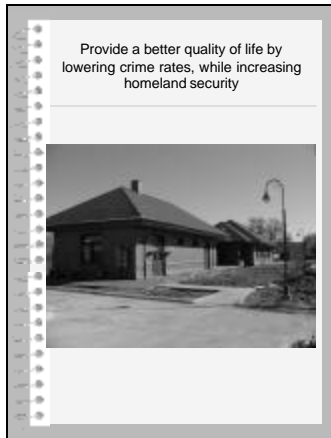 Provide a better quality of life by
lowering crime rates, while increasing
homeland security